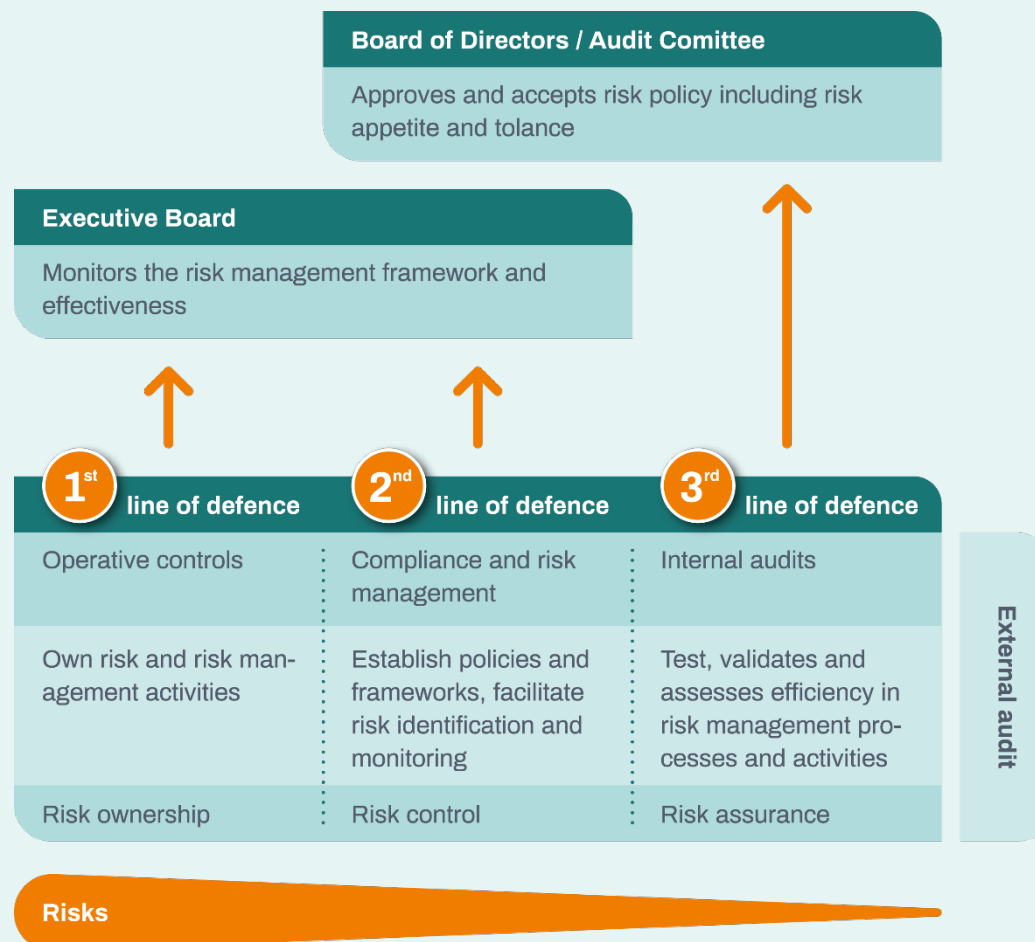 Board of Directors / Audit Comittee
Approves and accepts risk policy including risk
appetite and tolance
Executive Board
Monitors the risk management framework and
effectiveness
1st line of defence
Operative controls
Own risk and risk man-
agement activities
Risk ownership
2nd line of defence
Compliance and risk
management
Establish policies and
frameworks, facilitate
risk identification and
monitoring
Risk control
3rd line of defence
Internal audits
Test, validates and
assesses efficiency in
risk management pro-
cesses and activities
Risk assurance
External audit
Risks